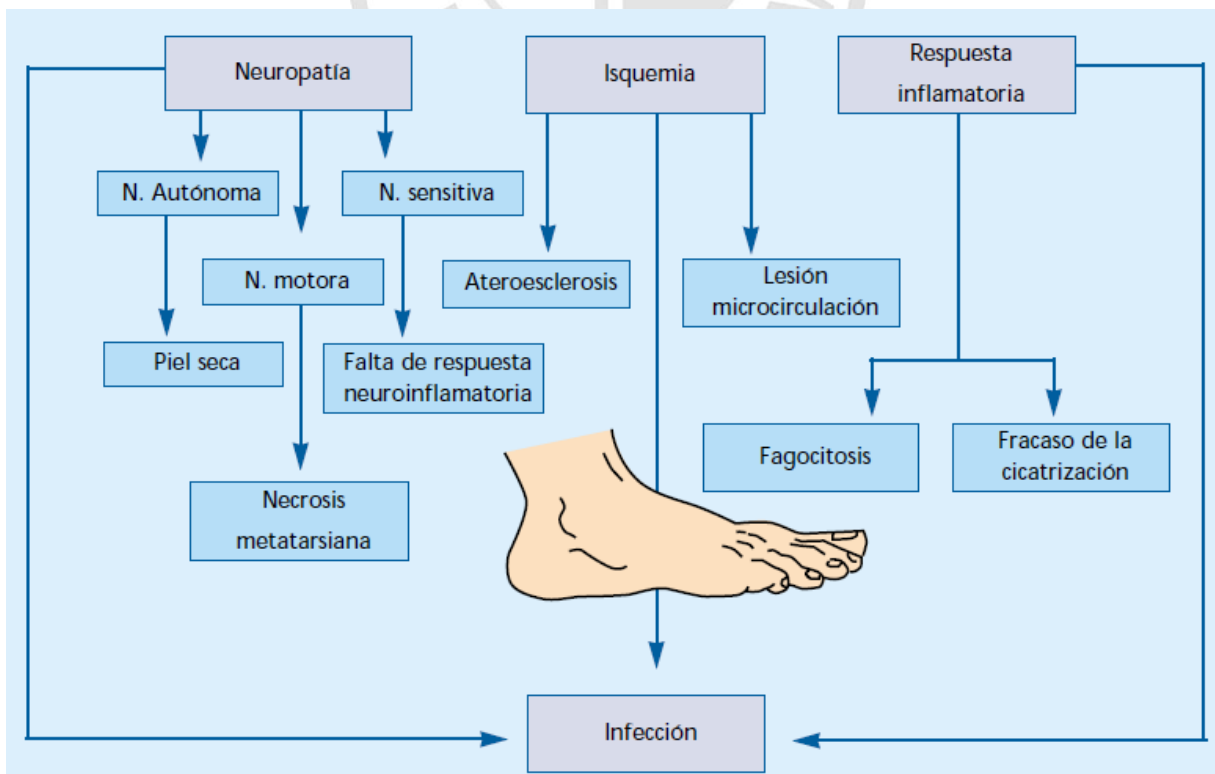 Neuropatía
Isquemia
Respuesta
inflamatoria
N. Autónoma
N. sensitiva
N. motora
Ateroesclerosis
Lesión
microcirculación
Piel seca
Falta de respuesta
neuroinflamatoria
Fagocitosis
Fracaso de la
cicatrización
Necrosis
metatarsiana
Infección